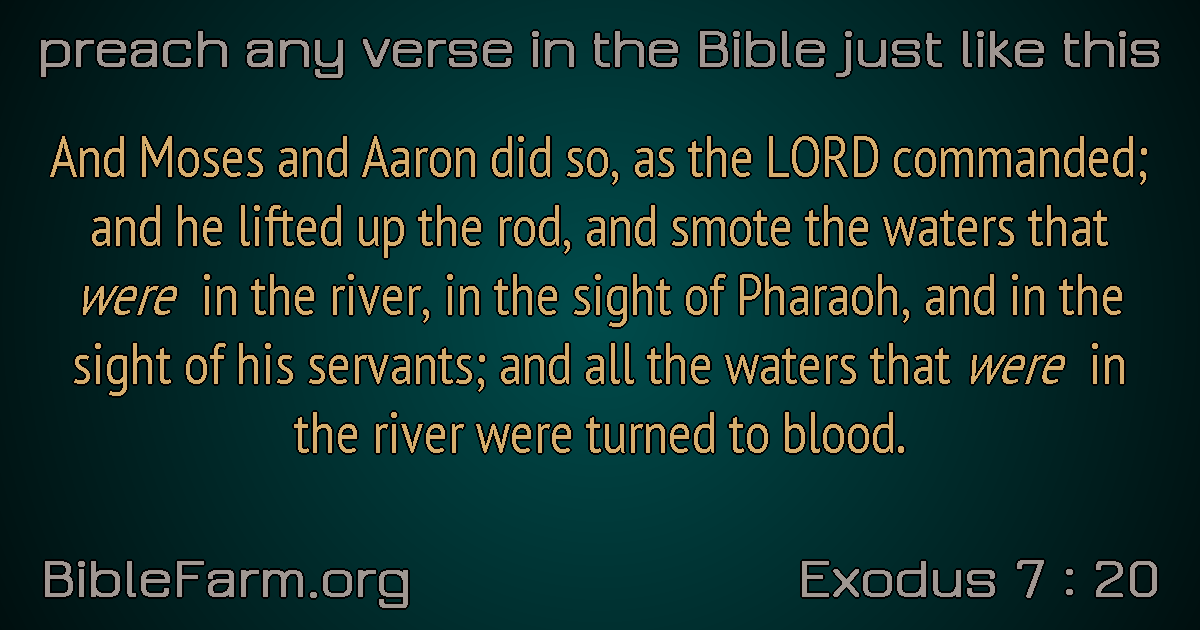 preach any verse in the Bible just like this
And Moses and Aaron did so, as the LORD commanded;
and he lifted up the rod, and smote the waters that
were in the river, in the sight of Pharaoh, and in the
sight of his servants; and all the waters that were in
the river were turned to blood.
BibleFarm.org
Exodus 7 : 20